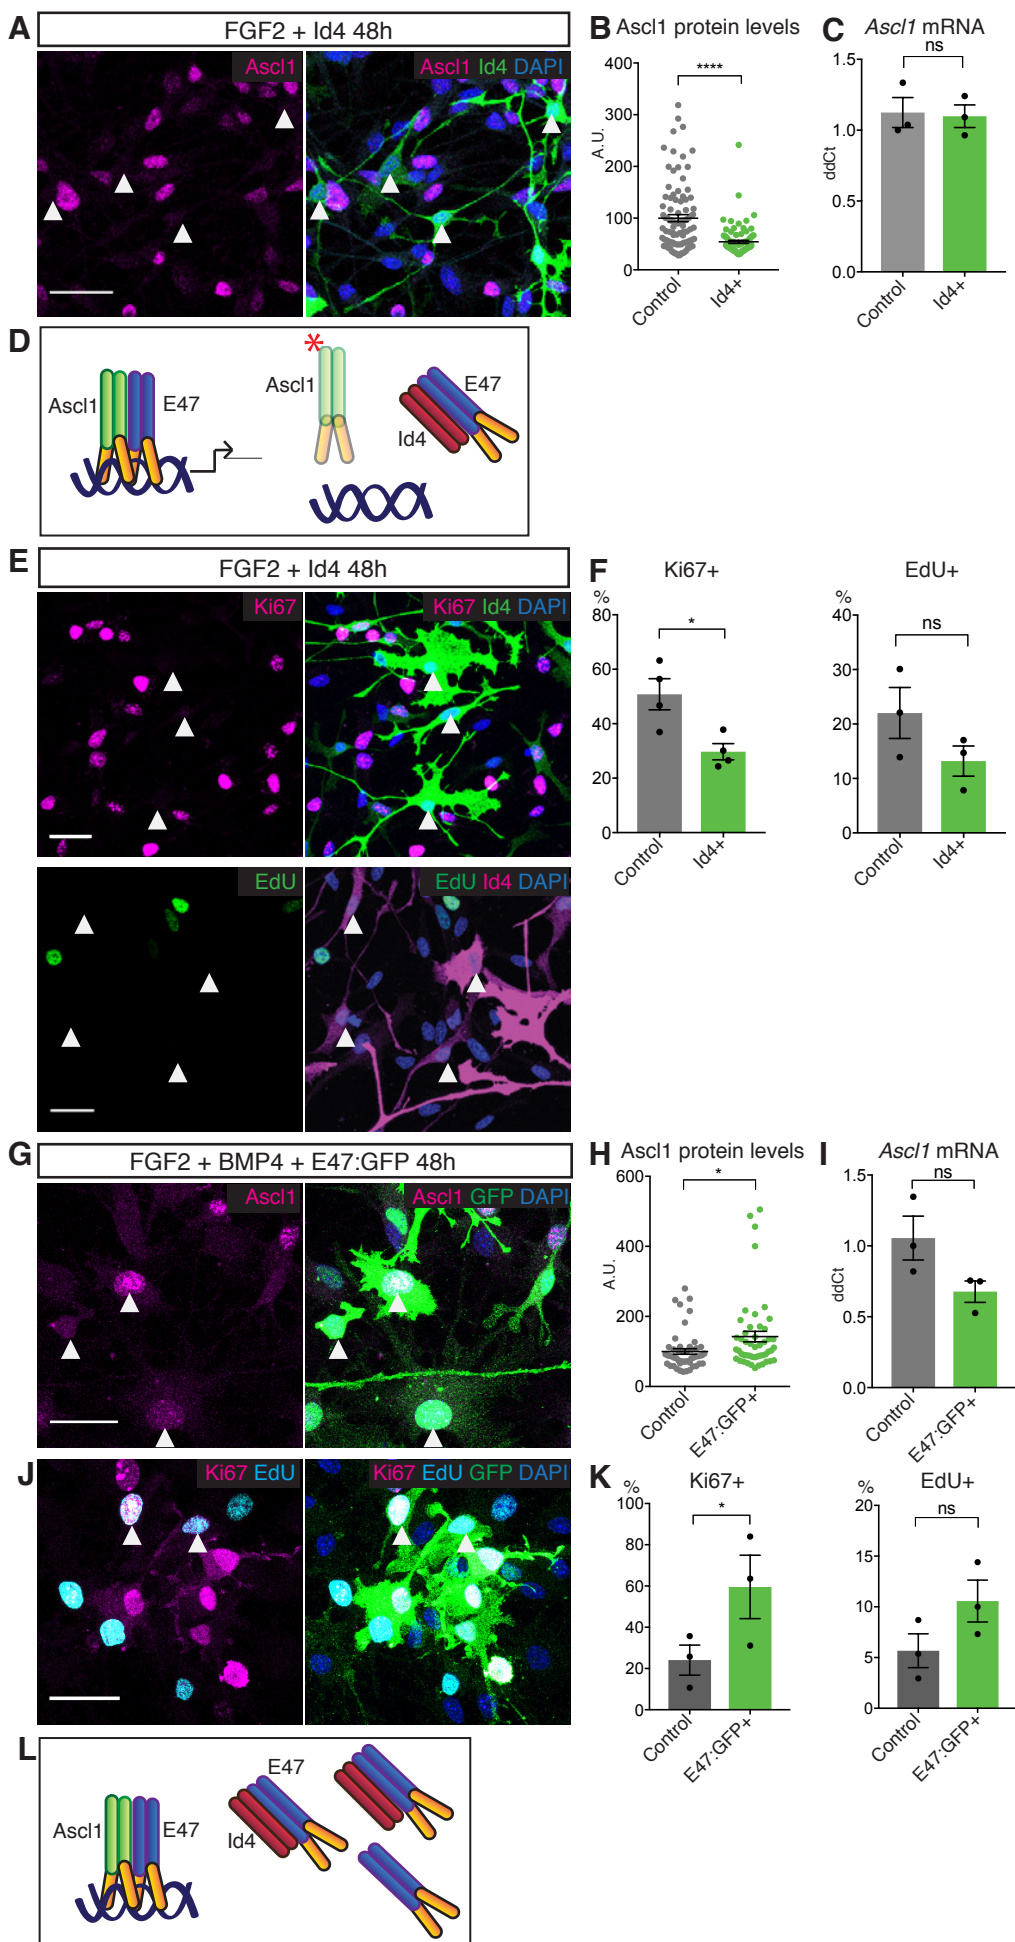 A
FGF2 + Id4 48h
Ascl1
Ascl1 Id4 DAPI
B
Ascl1 protein levels
****
400
300
200
100
0
A.U.
Control
Id4+
C
Ascl1 mRNA
ns
1.5
1.0
0.5
0.0
ddCt
Control
Id4+
D
Ascl1
E47
*
Ascl1
E47
Id4
E
FGF2 + Id4 48h
Ki67
Ki67 Id4 DAPI
EdU
EdU Id4 DAPI
F
Ki67+
%
*
80
60
40
20
0
Control
Id4+
EdU+
%
ns
40
30
20
10
0
Control
Id4+
G
FGF2 + BMP4 + E47:GFP 48h
Ascl1
Ascl1 GFP DAPI
H
Ascl1 protein levels
*
600
400
200
0
A.U.
Control
E47:GFP+
I
Ascl1 mRNA
ns
1.5
1.0
0.5
0.0
ddCt
Control
E47:GFP+
J
Ki67 EdU
Ki67 EdU GFP DAPI
K
Ki67+
%
*
100
80
60
40
20
0
Control
E47:GFP+
EdU+
%
ns
20
15
10
5
0
Control
E47:GFP+
L
Ascl1
E47
E47
Id4